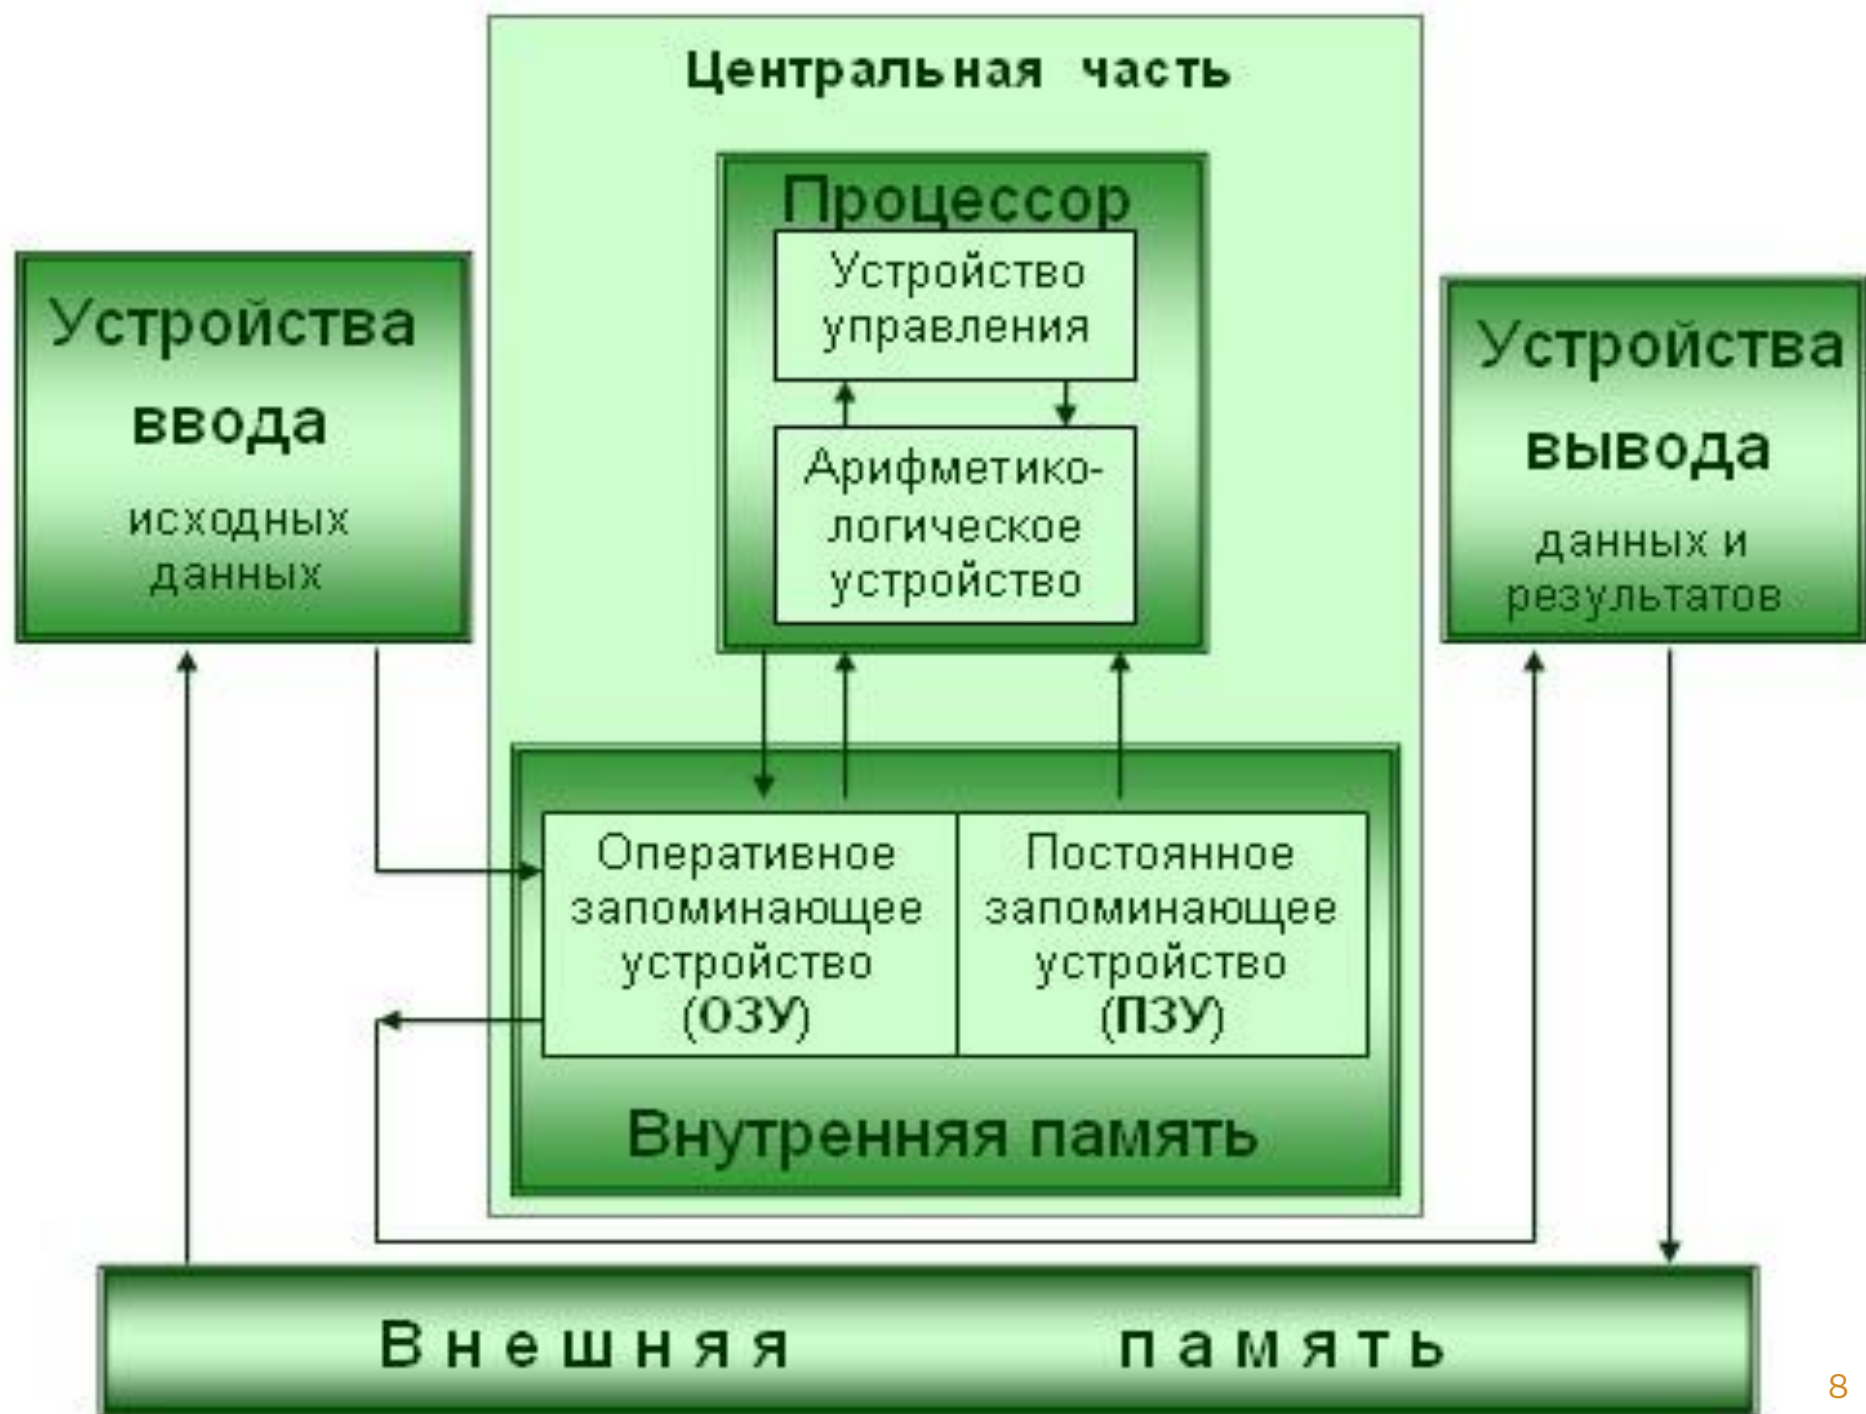 Центральная часть
Процессор
Устройство
управления
Арифметико-
логическое
устройство
Устройства
ввода
исходных
данных
Устройства
вывода
данных и
результатов
Оперативное
запоминающее
устройство
(ОЗУ)
Постоянное
запоминающее
устройство
(ПЗУ)
Внутренняя память
Внешняя память
8